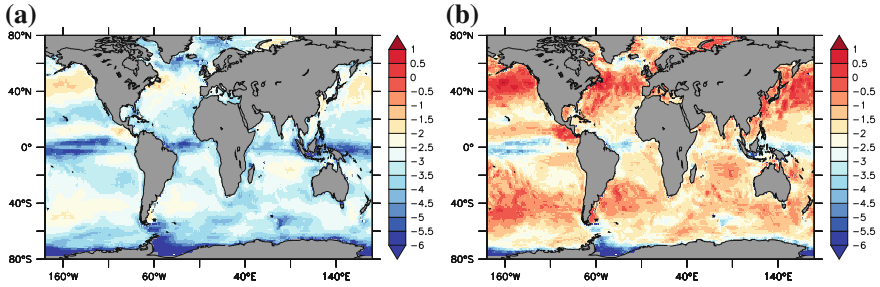 (a) (b)
80°N 80°N
40°N 40°N
0° 0°
40°S 40°S
80°S 80°S
160°W 60°W 40°E 140°E 160°W 60°W 40°E 140°E
1 1
0.5 0.5
0 0
−0.5 −0.5
−1 −1
−1.5 −1.5
−2 −2
−2.5 −2.5
−3 −3
−3.5 −3.5
−4 −4
−4.5 −4.5
−5 −5
−5.5 −5.5
−6 −6